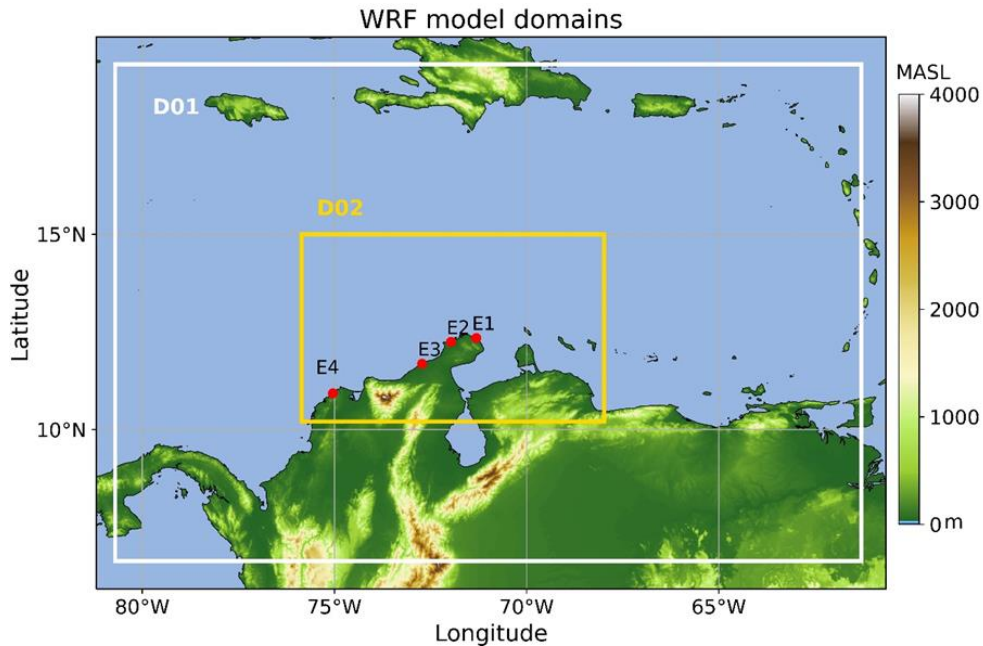 WRF model domains
MASL
4000
D01
3000
D02
15°N
Latitude
2000
E2 E1
E3
E4
1000
10°N
0 m
80°W 75°W 70°W 65°W
Longitude